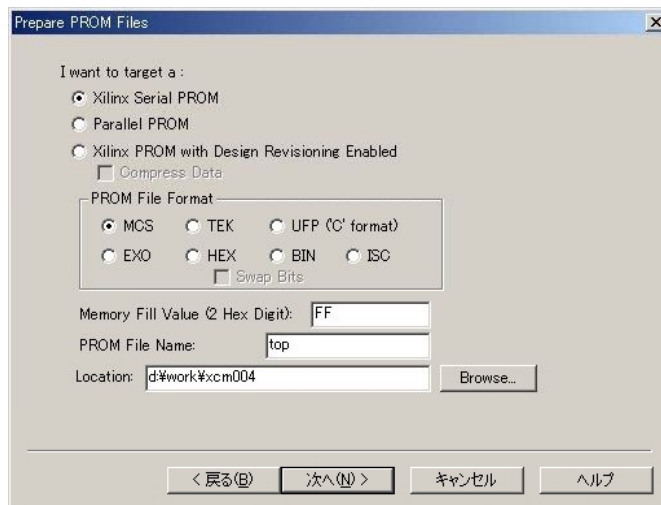 Prepare PROM Files
I want to target a :
Xilinx Serial PROM
Parallel PROM
Xilinx PROM with Design Revisioning Enabled
Compress Data
PROM File Format
MCS TEK UFP ('C' format)
EXO HEX BIN ISC
Swap Bits
Memory Fill Value (2 Hex Digit): FF
PROM File Name: top
Location: d:¥work¥xcm004 Browse...
< 戻る(B) 次へ(N) > キャンセル ヘルプ